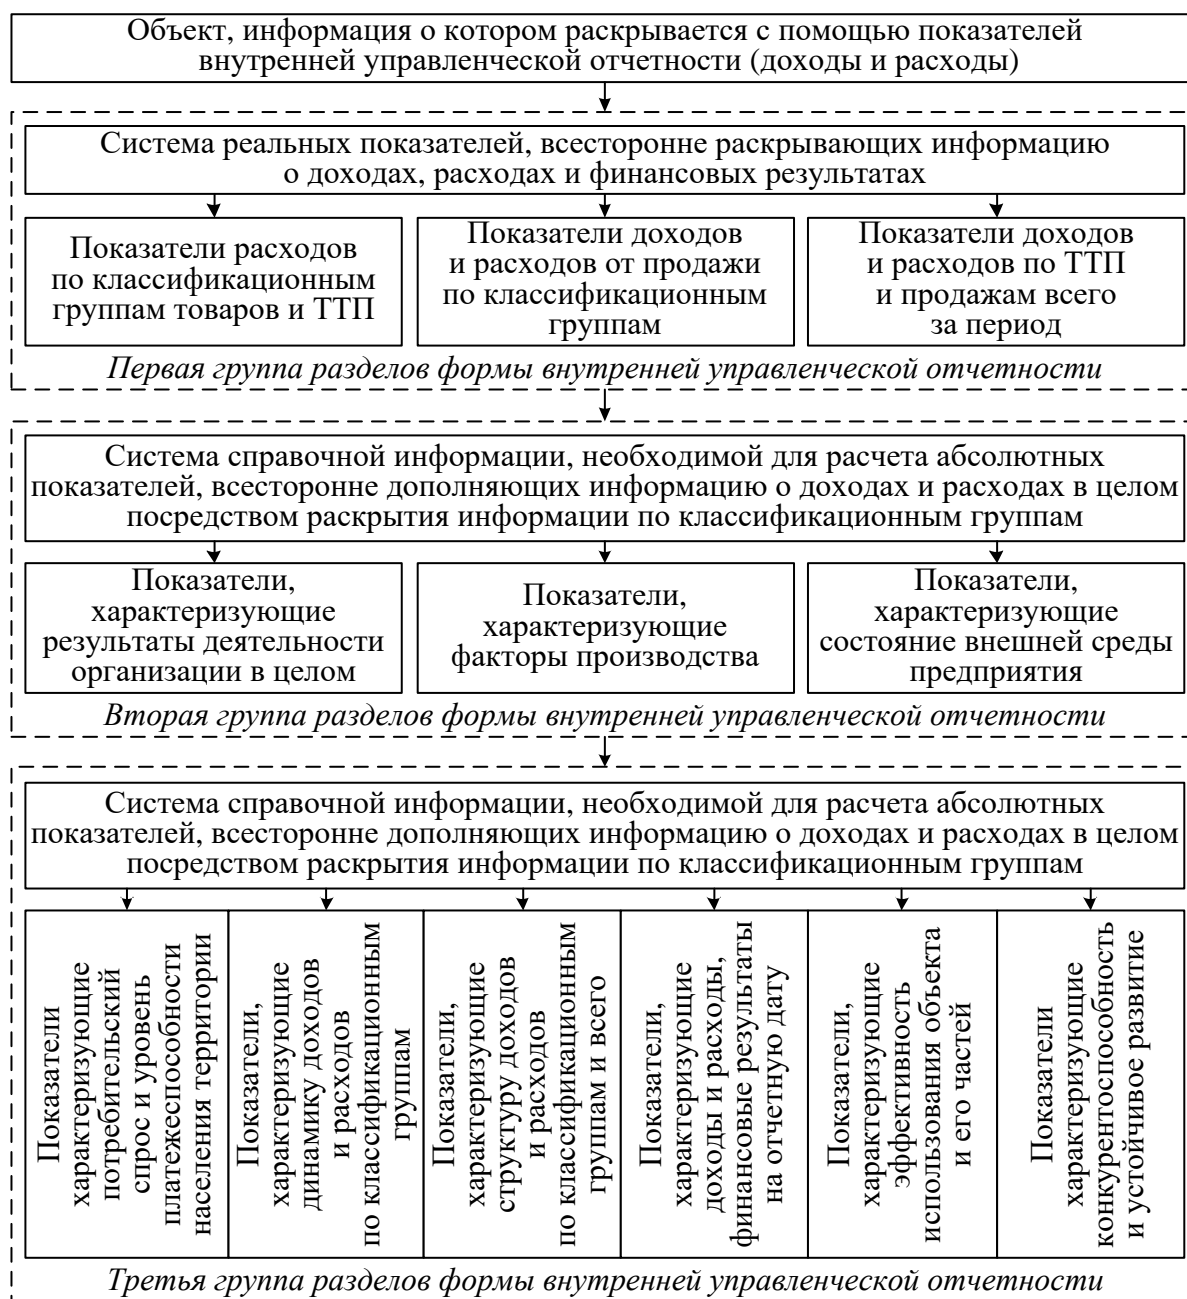 Объект, информация о котором раскрывается с помощью показателей
внутренней управленческой отчетности (доходы и расходы)
Система реальных показателей, всесторонне раскрывающих информацию
о доходах, расходах и финансовых результатах
Показатели расходов
по классификационным
группам товаров и ТТП
Показатели доходов
и расходов от продажи
по классификационным
группам
Показатели доходов
и расходов по ТТП
и продажам всего
за период
Первая группа разделов формы внутренней управленческой отчетности
Система справочной информации, необходимой для расчета абсолютных
показателей, всесторонне дополняющих информацию о доходах и расходах в целом
посредством раскрытия информации по классификационным группам
Показатели,
характеризующие
результаты деятельности
организации в целом
Показатели,
характеризующие
факторы производства
Показатели,
характеризующие
состояние внешней среды
предприятия
Вторая группа разделов формы внутренней управленческой отчетности
Система справочной информации, необходимой для расчета абсолютных
показателей, всесторонне дополняющих информацию о доходах и расходах в целом
посредством раскрытия информации по классификационным группам
Показатели
характеризующие
потребительский
спрос и уровень
платежеспособности
населения территории
Показатели,
характеризующие
динамику доходов
и расходов
по классификационным
группам
Показатели,
характеризующие
структуру доходов
и расходов
по классификационным
группам и всего
Показатели,
характеризующие
доходы и расходы,
финансовые результаты
на отчетную дату
Показатели,
характеризующие
эффективность
использования объекта
и его частей
Показатели
характеризующие
конкурентоспособность
и устойчивое развитие
Третья группа разделов формы внутренней управленческой отчетности